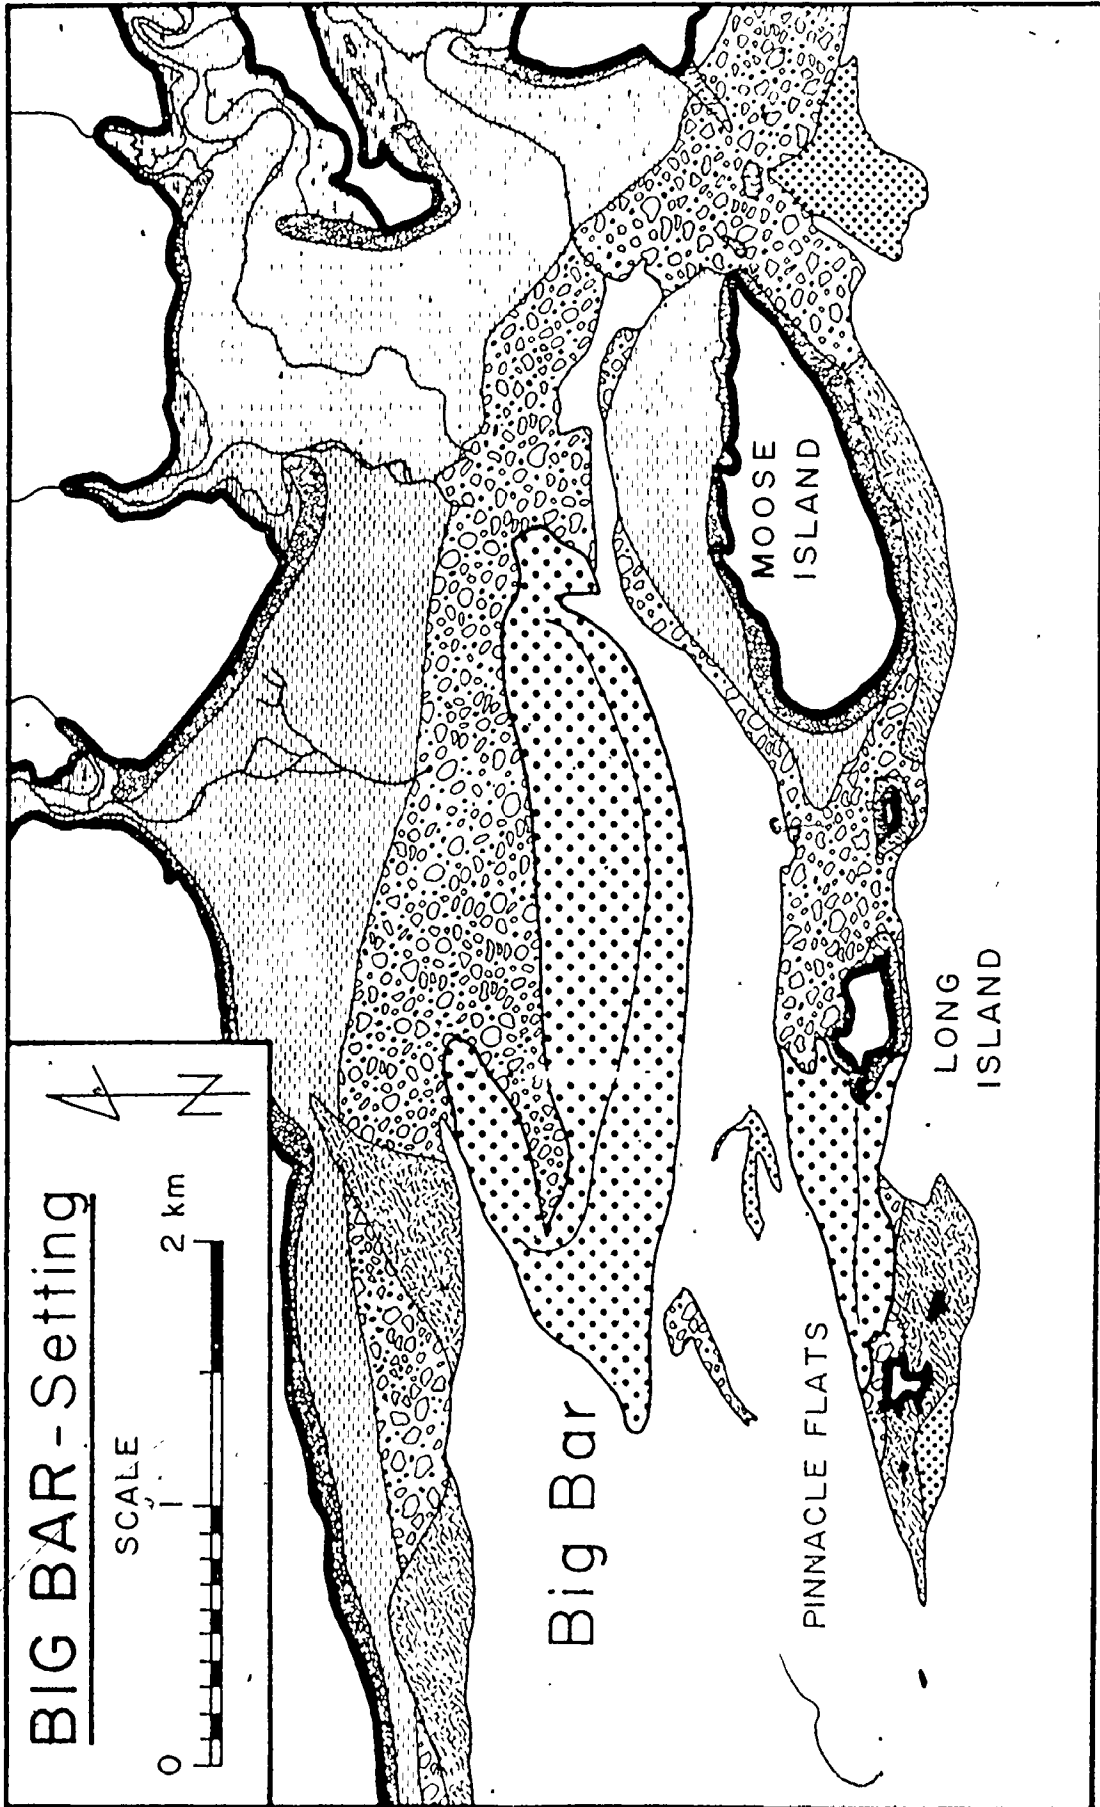 BIG BAR-Setting
SCALE
0 1 2 km
N
Big Bar
PINNACLE FLATS
LONG
ISLAND
MOOSE
ISLAND